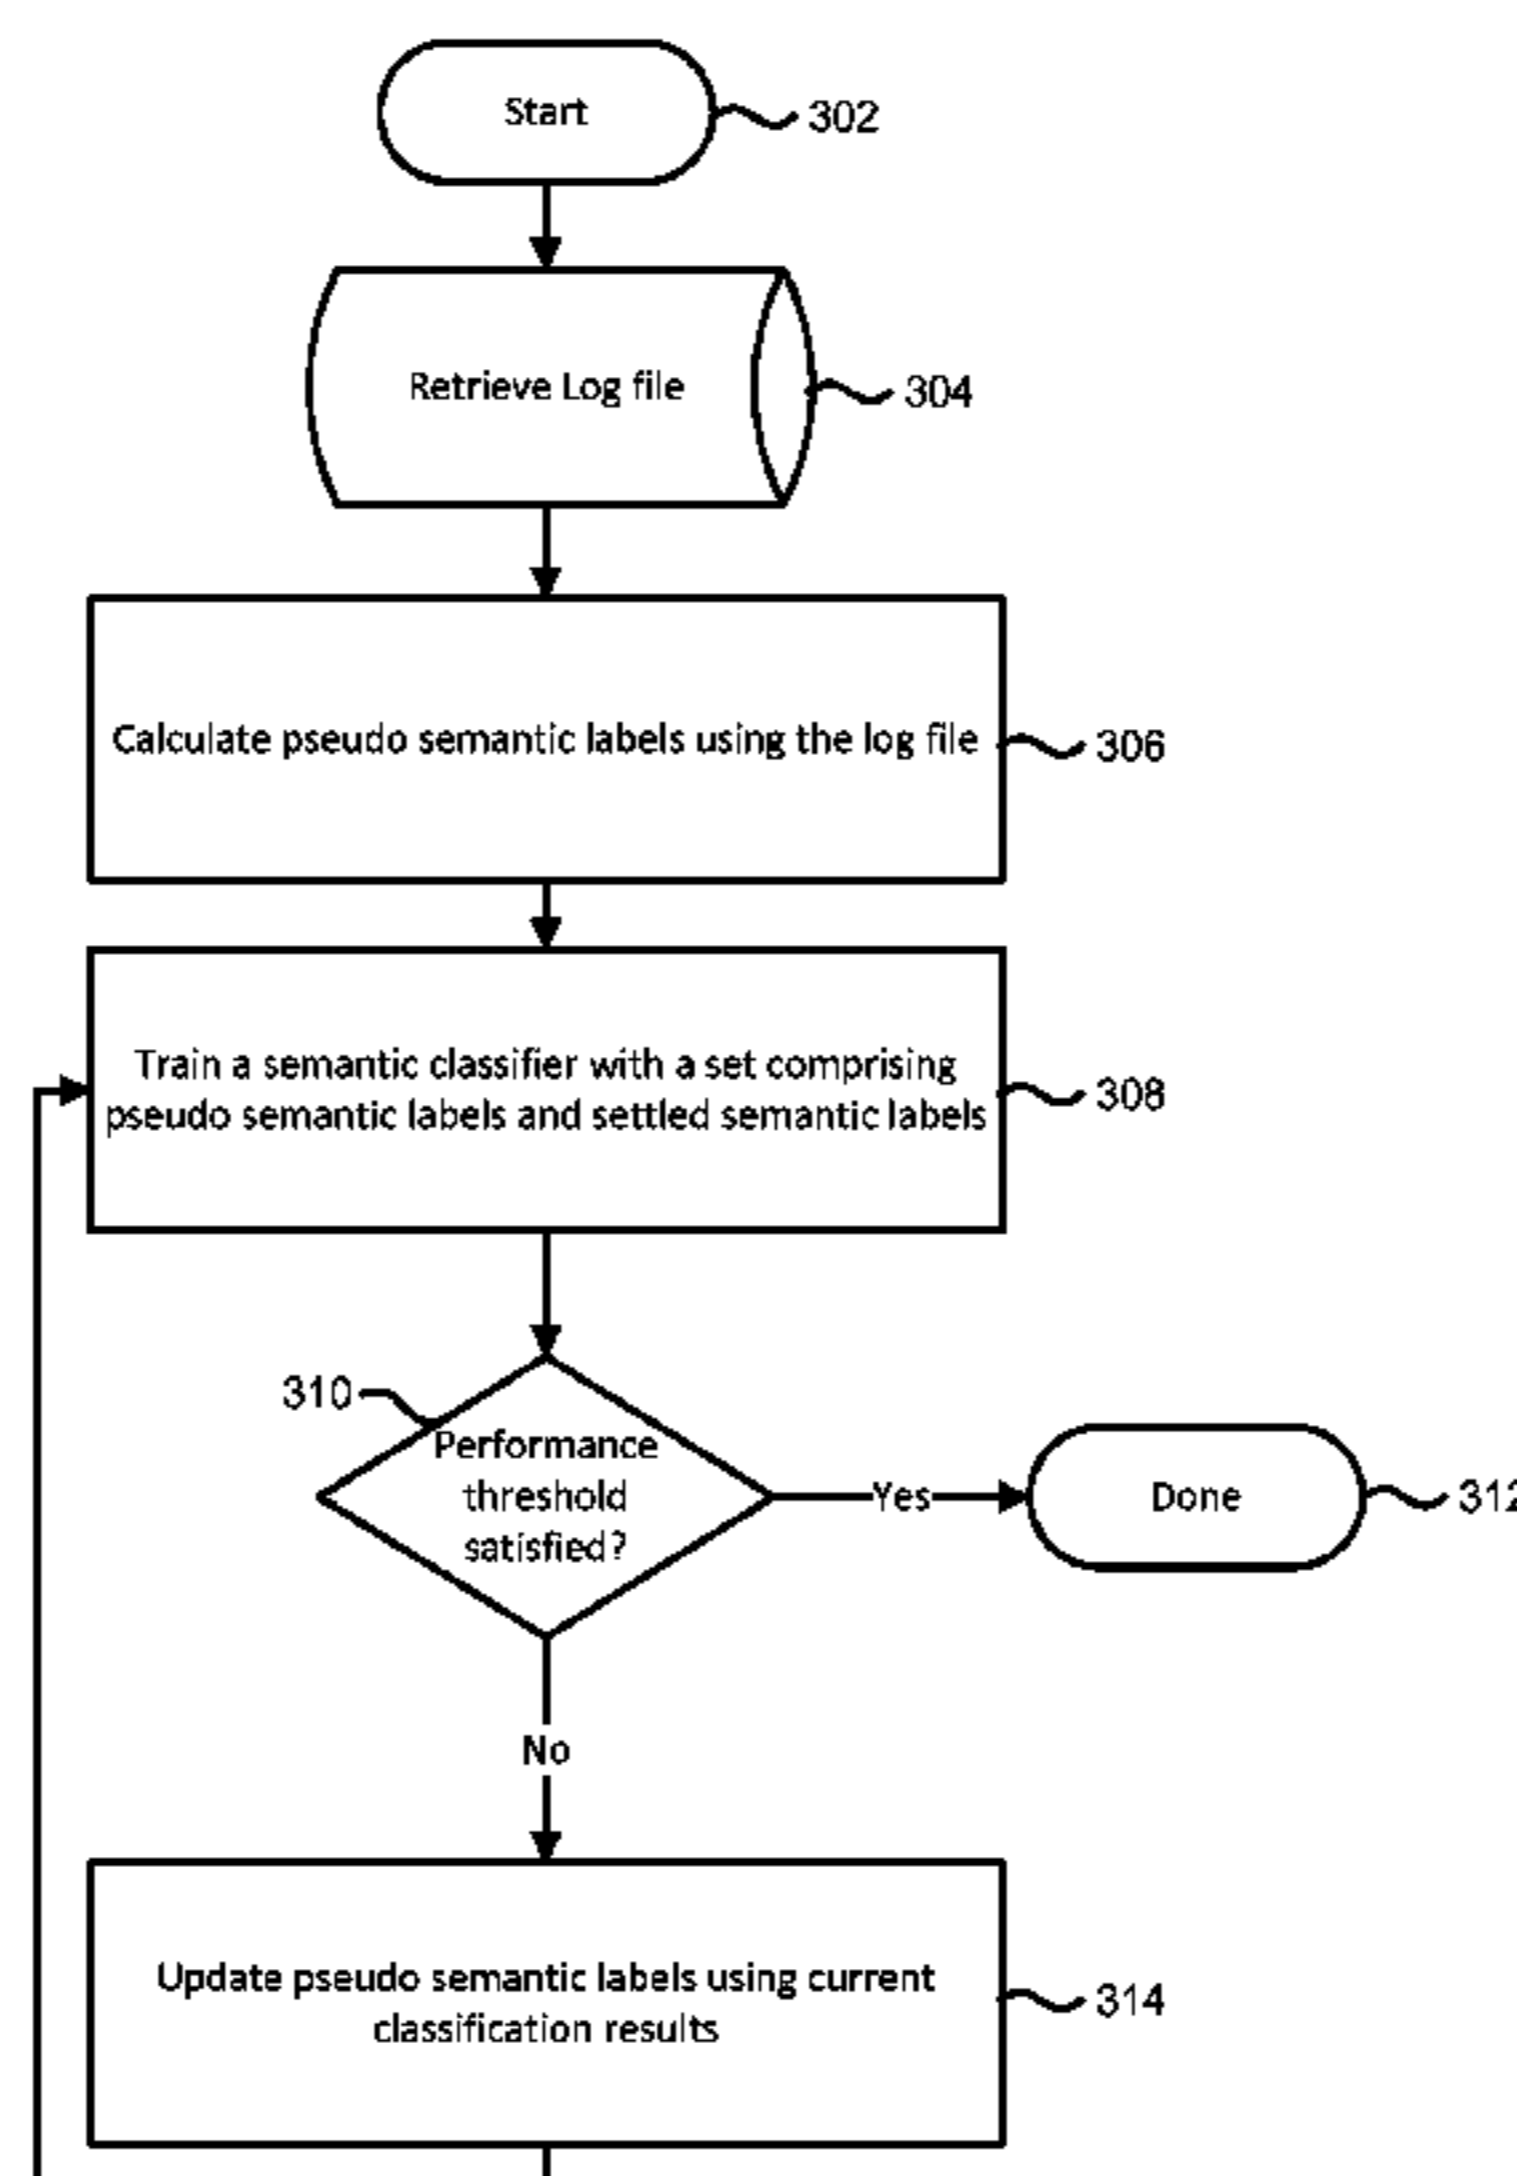 Start
302
Retrieve Log file
304
Calculate pseudo semantic labels using the log file
306
Train a semantic classifier with a set comprising
pseudo semantic labels and settled semantic labels
308
310
Performance
threshold
satisfied?
Yes
Done
312
No
Update pseudo semantic labels using current
classification results
314